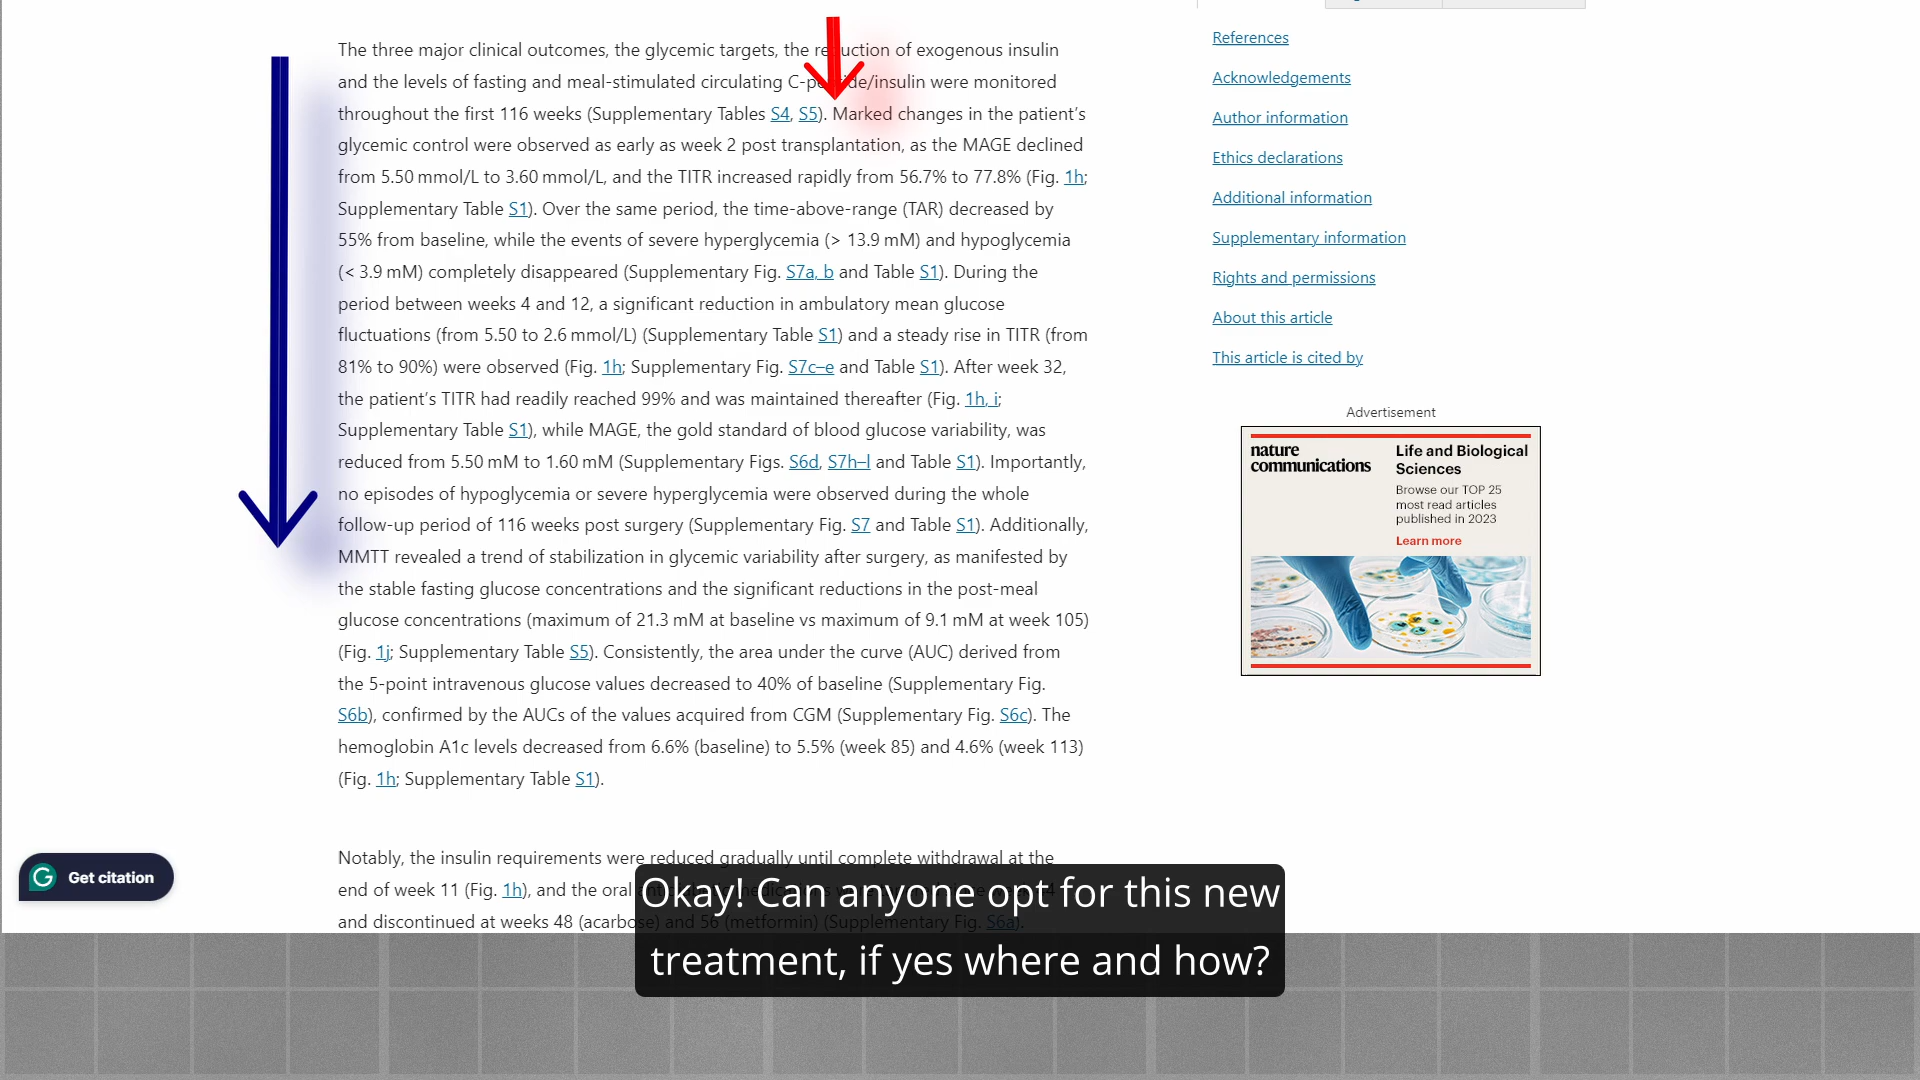 The three major clinical outcomes, the glycemic targets, the reduction of exogenous insulin
and the levels of fasting and meal-stimulated circulating C-peptide/insulin were monitored
throughout the first 116 weeks (Supplementary Tables S4, S5). Marked changes in the patient's
glycemic control were observed as early as week 2 post transplantation, as the MAGE declined
from 5.50 mmol/L to 3.60 mmol/L, and the TITR increased rapidly from 56.7% to 77.8% (Fig. 1h;
Supplementary Table S1). Over the same period, the time-above-range (TAR) decreased by
55% from baseline, while the events of severe hyperglycemia (> 13.9 mM) and hypoglycemia
(< 3.9 mM) completely disappeared (Supplementary Fig. S7a, b and Table S1). During the
period between weeks 4 and 12, a significant reduction in ambulatory mean glucose
fluctuations (from 5.50 to 2.6 mmol/L) (Supplementary Table S1) and a steady rise in TITR (from
81% to 90%) were observed (Fig. 1h; Supplementary Fig. S7c–e and Table S1). After week 32,
the patient's TITR had readily reached 99% and was maintained thereafter (Fig. 1h, i;
Supplementary Table S1), while MAGE, the gold standard of blood glucose variability, was
reduced from 5.50 mM to 1.60 mM (Supplementary Figs. S6d, S7h–l and Table S1). Importantly,
no episodes of hypoglycemia or severe hyperglycemia were observed during the whole
follow-up period of 116 weeks post surgery (Supplementary Fig. S7 and Table S1). Additionally,
MMTT revealed a trend of stabilization in glycemic variability after surgery, as manifested by
the stable fasting glucose concentrations and the significant reductions in the post-meal
glucose concentrations (maximum of 21.3 mM at baseline vs maximum of 9.1 mM at week 105)
(Fig. 1j; Supplementary Table S5). Consistently, the area under the curve (AUC) derived from
the 5-point intravenous glucose values decreased to 40% of baseline (Supplementary Fig.
S6b), confirmed by the AUCs of the values acquired from CGM (Supplementary Fig. S6c). The
hemoglobin A1c levels decreased from 6.6% (baseline) to 5.5% (week 85) and 4.6% (week 113)
(Fig. 1h; Supplementary Table S1).
Notably, the insulin requirements were reduced gradually until complete withdrawal at the
end of week 11 (Fig. 1h), and the oral
and discontinued at weeks 48 (acarbose) and 56 (metformin) (Supplementary Fig. S6a).
References
Acknowledgements
Author information
Ethics declarations
Additional information
Supplementary information
Rights and permissions
About this article
This article is cited by
Advertisement
nature
communications
Life and Biological
Sciences
Browse our TOP 25
most read articles
published in 2023
Learn more
Get citation
Okay! Can anyone opt for this new
treatment, if yes where and how?